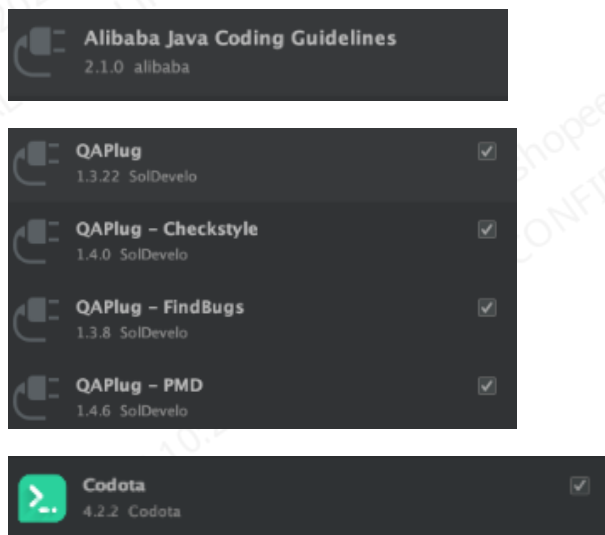 Alibaba Java Coding Guidelines
2.1.0 alibaba
QAPlug
1.3.22 SolDevelo
QAPlug – Checkstyle
1.4.0 SolDevelo
QAPlug – FindBugs
1.3.8 SolDevelo
QAPlug – PMD
1.4.6 SolDevelo
Codota
4.2.2 Codota